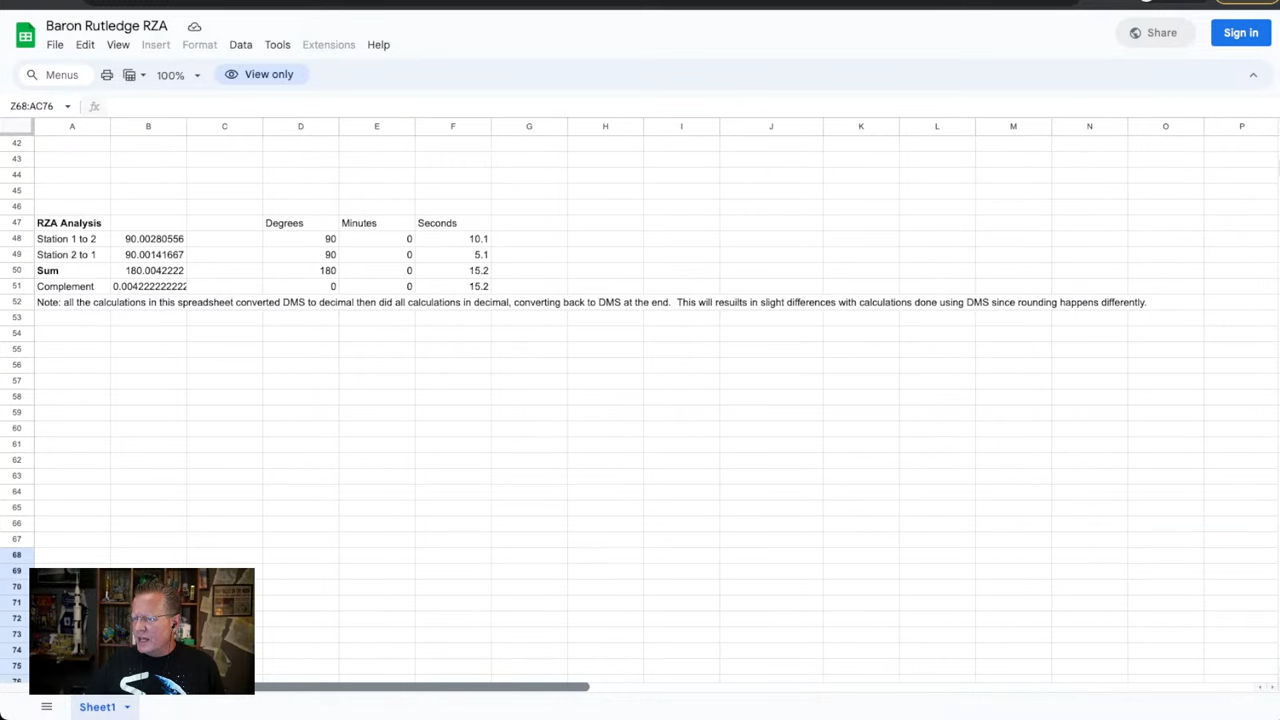 Baron Rutledge RZA
File Edit View Insert Format Data Tools Extensions Help
Share
Sign in
Menus 100% View only
Z68:AC76 fx
A B C D E F G H I J K L M N O P
42
43
44
45
46
47 RZA Analysis Degrees Minutes Seconds
48 Station 1 to 2 90.00280556 90 0 10.1
49 Station 2 to 1 90.00141667 90 0 5.1
50 Sum 180.0042222 180 0 15.2
51 Complement 0.004222222222 0 0 15.2
52 Note: all the calculations in this spreadsheet converted DMS to decimal then did all calculations in decimal, converting back to DMS at the end. This will resullts in slight differences with calculations done using DMS since rounding happens differently.
53
54
55
56
57
58
59
60
61
62
63
64
65
66
67
68
69
70
71
72
73
74
75
76
Sheet1